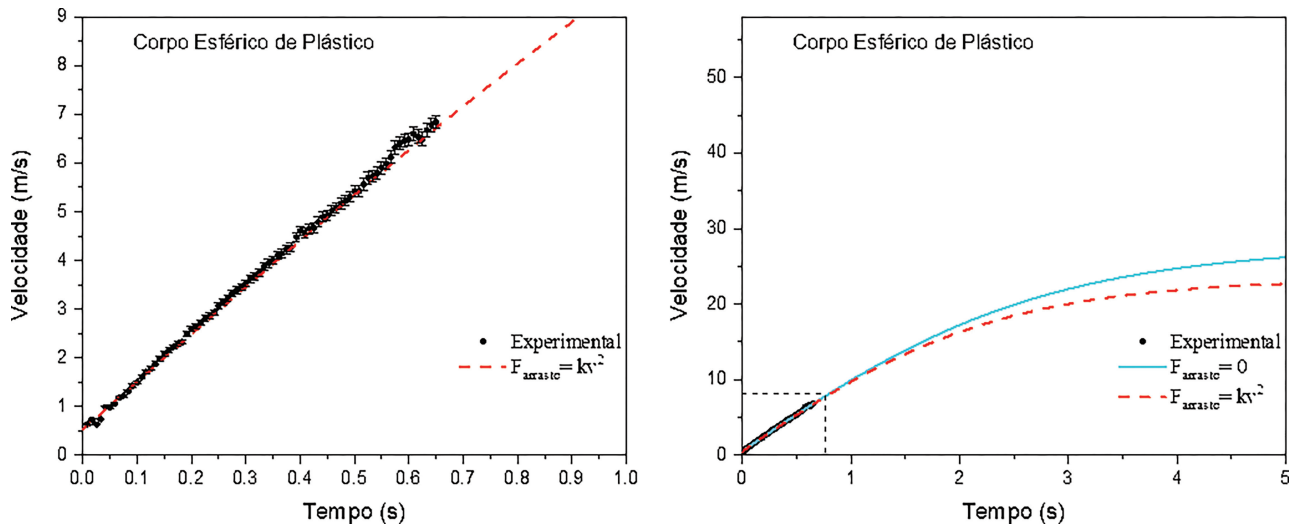 Corpo Esférico de Plástico
Velocidade (m/s)
9
8
7
6
5
4
3
2
1
0
Experimental
Farraste= kv²
0.0 0.1 0.2 0.3 0.4 0.5 0.6 0.7 0.8 0.9 1.0
Tempo (s)
Corpo Esférico de Plástico
Velocidade (m/s)
50
40
30
20
10
0
Experimental
Farraste= 0
Farraste= kv²
0 1 2 3 4 5
Tempo (s)